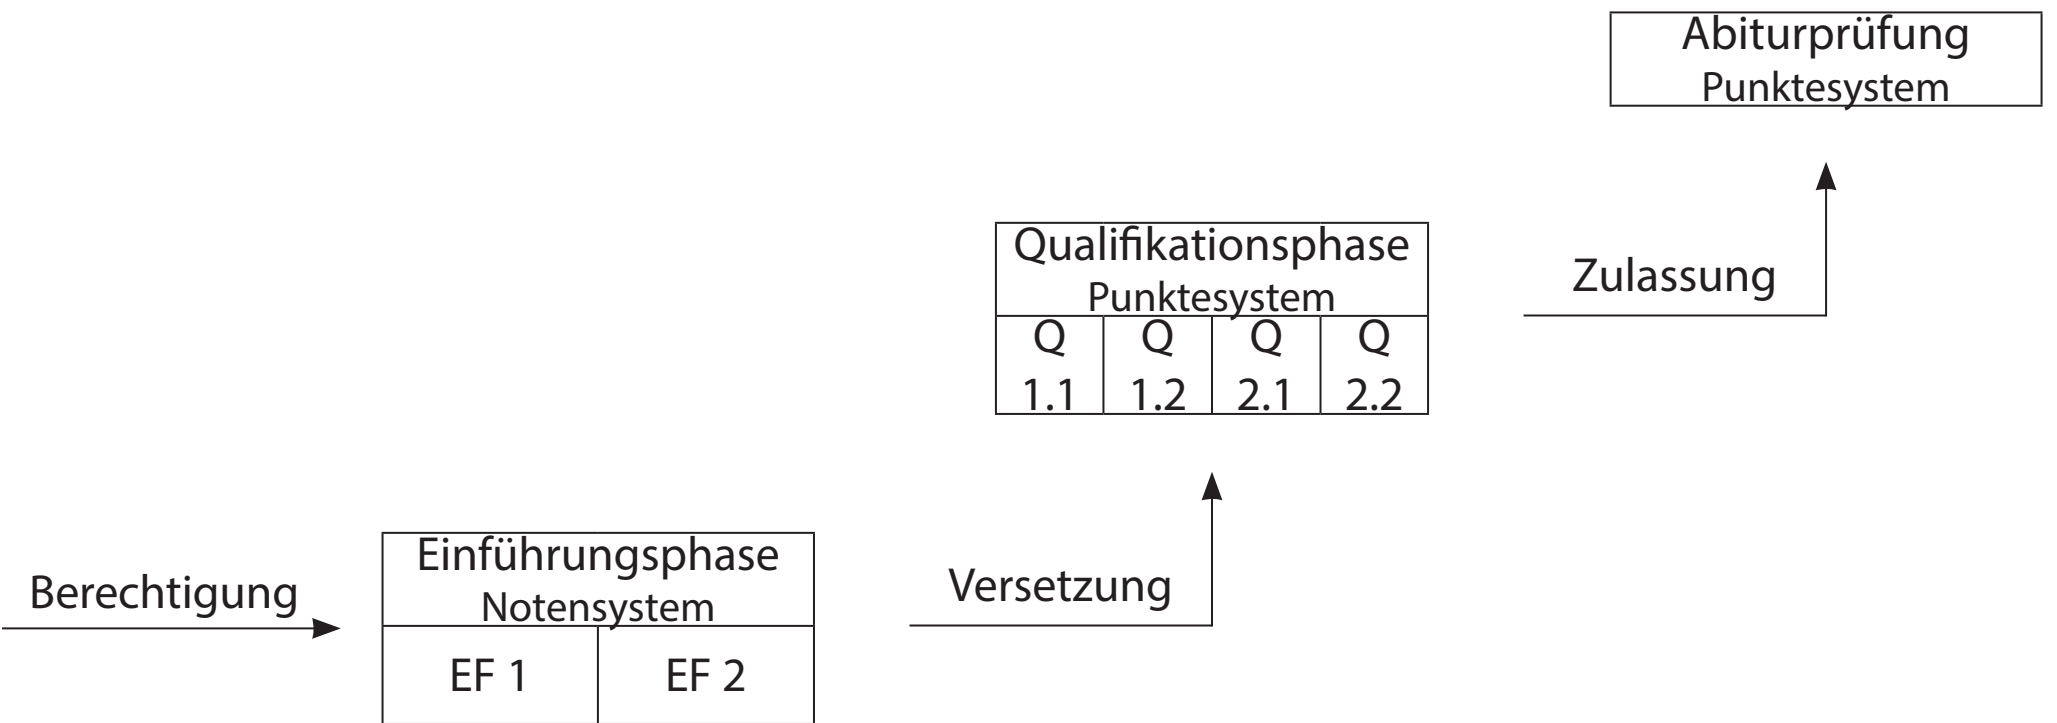 Abiturprüfung
Punktesystem
Qualifikationsphase
Punktesystem
Q Q Q Q
1.1 1.2 2.1 2.2
Zulassung
Einführungsphase
Notensystem
EF 1 EF 2
Berechtigung
Versetzung